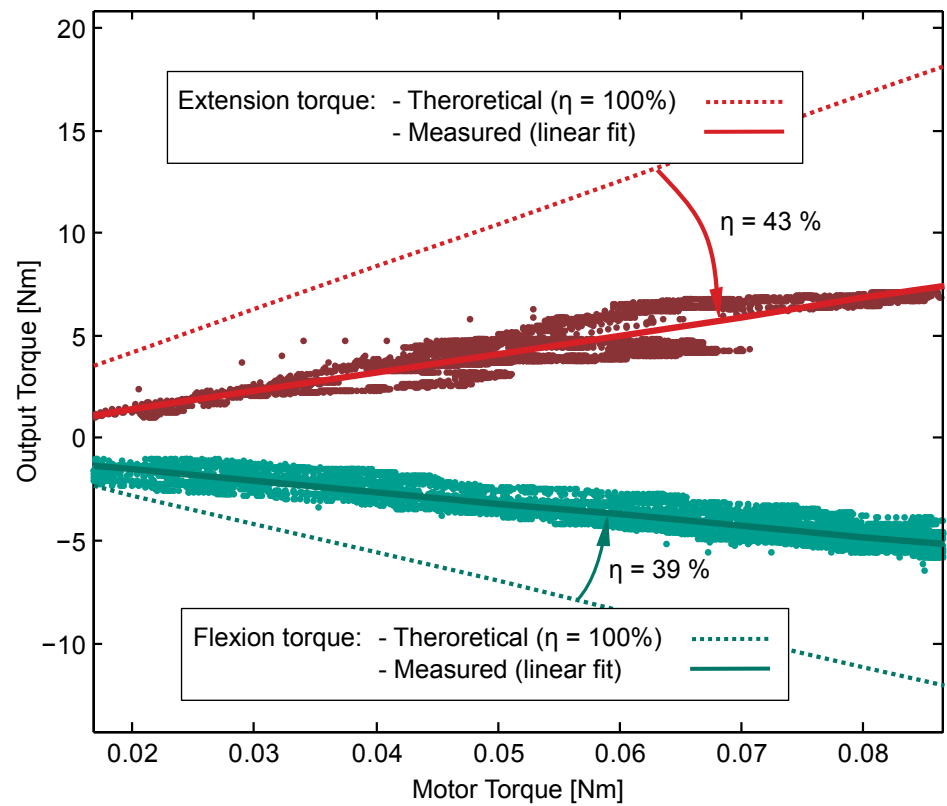 20
15
10
5
0
−5
−10
Output Torque [Nm]
Extension torque: - Theroretical (η = 100%)
- Measured (linear fit)
η = 43 %
η = 39 %
Flexion torque: - Theroretical (η = 100%)
- Measured (linear fit)
0.02 0.03 0.04 0.05 0.06 0.07 0.08
Motor Torque [Nm]